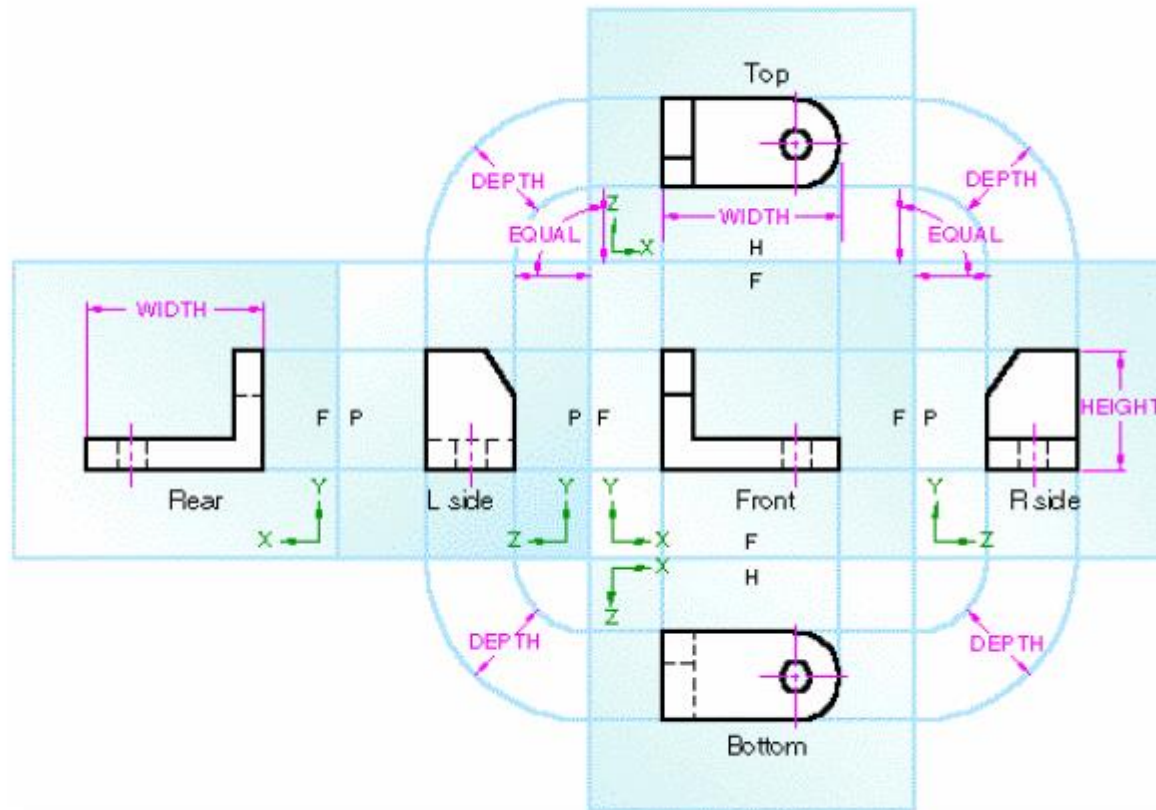 Top
DEPTH
DEPTH
Z
WIDTH
EQUAL
EQUAL
X
H
F
WIDTH
F P
P F
F P
HEIGHT
Rear
L side
Front
R side
Y
Y
Y
Y
X
Z
X
Z
F
X
H
Z
DEPTH
DEPTH
Bottom